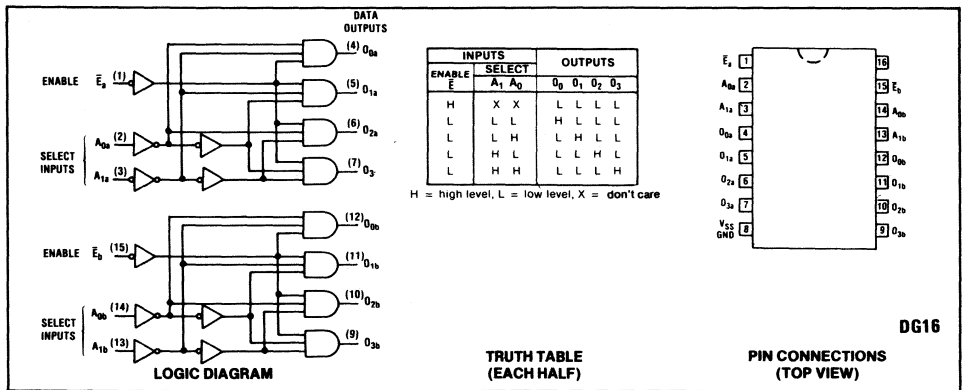 DATA
OUTPUTS
(4) O0a
ENABLE Ēa (1)
(5) O1a
(6) O2a
SELECT
INPUTS
A0a (2)
A1a (3)
(7) O3·
(12) O0b
ENABLE Ēb (15)
(11) O1b
(10) O2b
SELECT
INPUTS
A0b (14)
A1b (13)
(9) O3b
LOGIC DIAGRAM
INPUTS OUTPUTS
ENABLE SELECT
Ē A1 A0 O0 O1 O2 O3
H X X L L L L
L L L H L L L
L L H L H L L
L H L L L H L
L H H L L L H
H = high level, L = low level, X = don't care
TRUTH TABLE
(EACH HALF)
Ēa 1 16
A0a 2 15 Ēb
A1a 3 14 A0b
O0a 4 13 A1b
O1a 5 12 O0b
O2a 6 11 O1b
O3a 7 10 O2b
VSS
GND 8 9 O3b
DG16
PIN CONNECTIONS
(TOP VIEW)